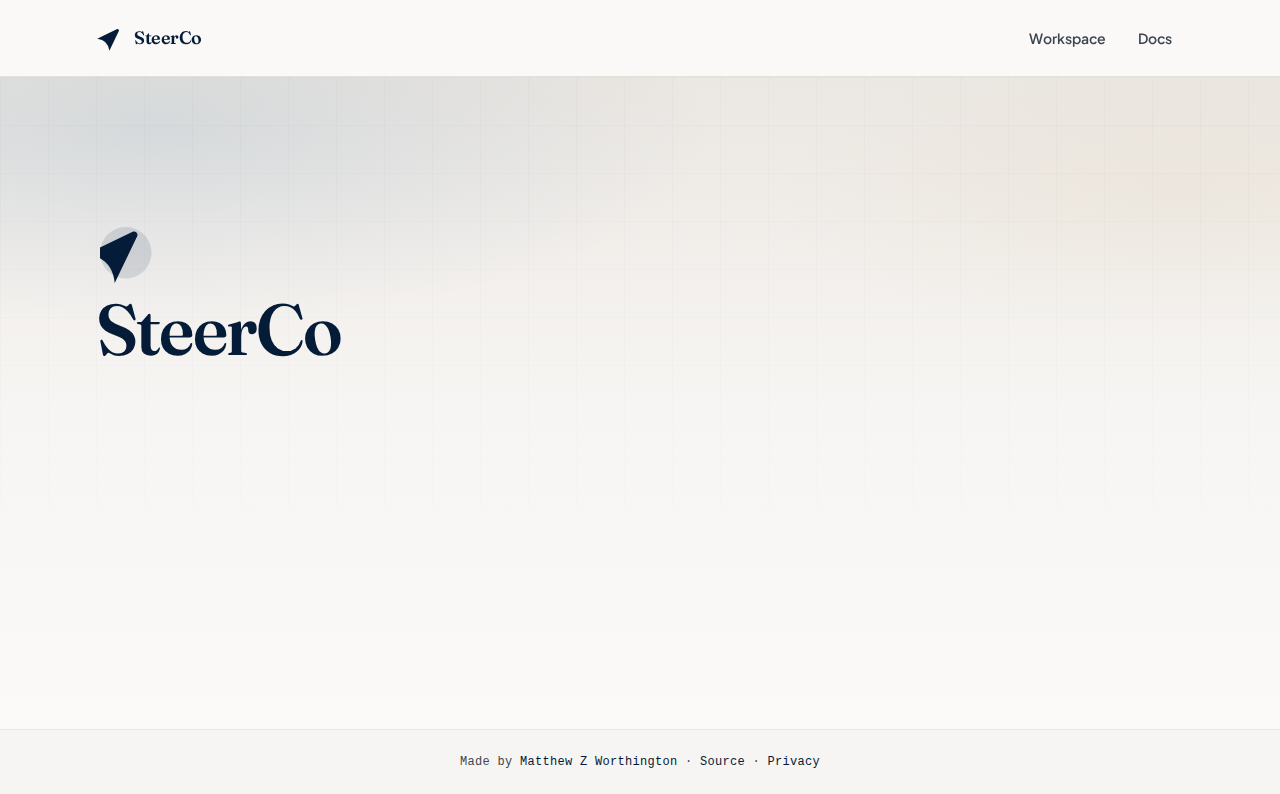 SteerCo
Workspace
Docs
SteerCo
Made by Matthew Z Worthington · Source · Privacy